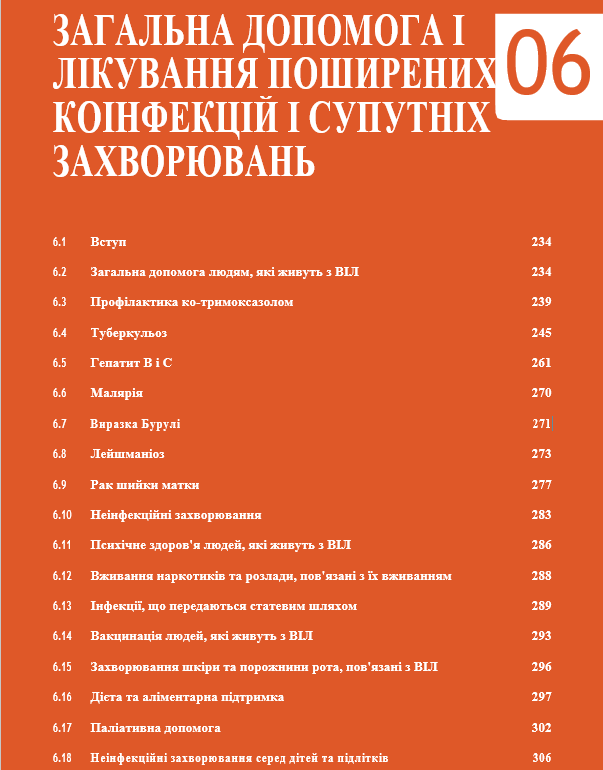 ЗАГАЛЬНА ДОПОМОГА І
ЛІКУВАННЯ ПОШИРЕНИХ
КОІНФЕКЦІЙ І СУПУТНІХ
ЗАХВОРЮВАНЬ
06
6.1 Вступ 234
6.2 Загальна допомога людям, які живуть з ВІЛ 234
6.3 Профілактика ко-тримоксазолом 239
6.4 Туберкульоз 245
6.5 Гепатит В і С 261
6.6 Малярія 270
6.7 Виразка Бурулі 271
6.8 Лейшманіоз 273
6.9 Рак шийки матки 277
6.10 Неінфекційні захворювання 283
6.11 Психічне здоров'я людей, які живуть з ВІЛ 286
6.12 Вживання наркотиків та розлади, пов'язані з їх вживанням 288
6.13 Інфекції, що передаються статевим шляхом 289
6.14 Вакцинація людей, які живуть з ВІЛ 293
6.15 Захворювання шкіри та порожнини рота, пов'язані з ВІЛ 296
6.16 Дієта та аліментарна підтримка 297
6.17 Паліативна допомога 302
6.18 Неінфекційні захворювання серед дітей та підлітків 306